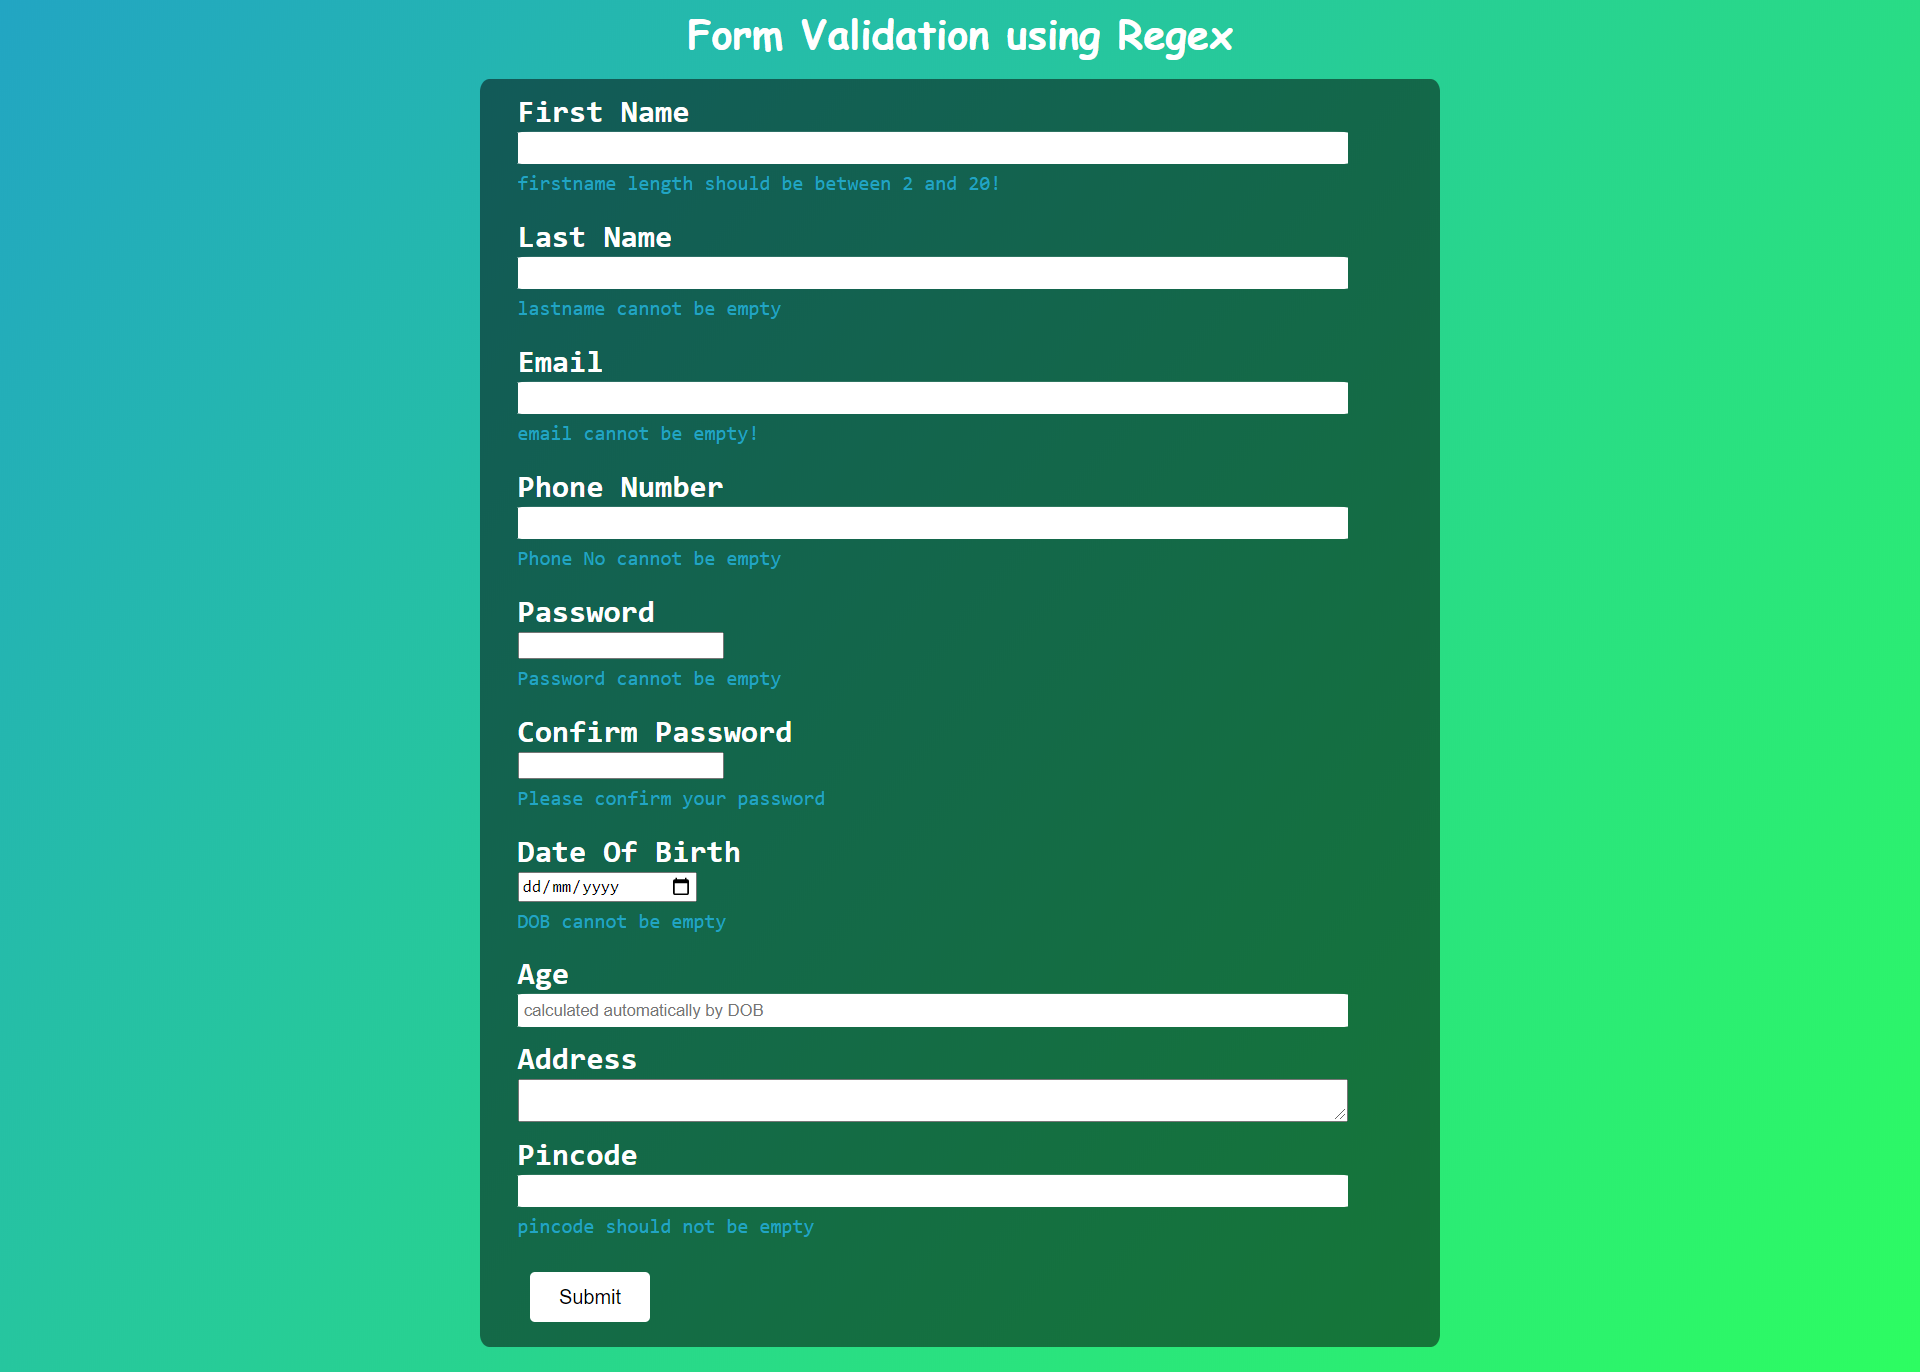 Form Validation using Regex
First Name
firstname length should be between 2 and 20!
Last Name
lastname cannot be empty
Email
email cannot be empty!
Phone Number
Phone No cannot be empty
Password
Password cannot be empty
Confirm Password
Please confirm your password
Date Of Birth
dd/mm/yyyy
DOB cannot be empty
Age
calculated automatically by DOB
Address
Pincode
pincode should not be empty
Submit